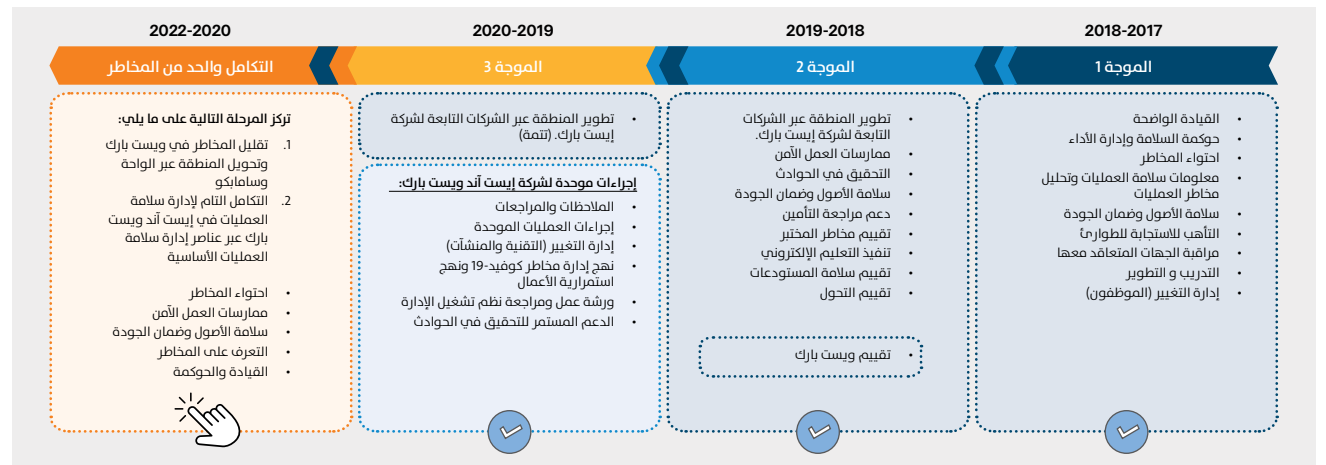 2018-2017
الموجة 1
• القيادة الواضحة
• حوكمة السلامة وإدارة الأداء
• احتواء المخاطر
• معلومات سلامة العمليات وتحليل
مخاطر العمليات
• سلامة الأصول وضمان الجودة
• التأهب للاستجابة للطوارئ
• مراقبة الجهات المتعاقد معها
• التدريب و التطوير
• إدارة التغيير (الموظفون)
2019-2018
الموجة 2
• تطوير المنطقة عبر الشركات
التابعة لشركة إيست بارك.
• ممارسات العمل الآمن
• التحقيق في الحوادث
• سلامة الأصول وضمان الجودة
• دعم مراجعة التأمين
• تقييم مخاطر المختبر
• تنفيذ التعليم الإلكتروني
• تقييم سلامة المستودعات
• تقييم التحول
• تقييم ويست بارك
2020-2019
الموجة 3
• تطوير المنطقة عبر الشركات التابعة لشركة
إيست بارك. (تتمة)
إجراءات موحدة لشركة إيست آند ويست بارك:
• الملاحظات والمراجعات
• إجراءات العمليات الموحدة
• إدارة التغيير (التقنية والمنشآت)
• نهج إدارة مخاطر كوفيد-19 ونهج
استمرارية الأعمال
• ورشة عمل ومراجعة نظم تشغيل الإدارة
• الدعم المستمر للتحقيق في الحوادث
2022-2020
التكامل والحد من المخاطر
تركز المرحلة التالية على ما يلي:
1. تقليل المخاطر في ويست بارك
وتحويل المنطقة عبر الواحة
وسامابكو
2. التكامل التام لإدارة سلامة
العمليات في إيست آند ويست
بارك عبر عناصر إدارة سلامة
العمليات الأساسية
• احتواء المخاطر
• ممارسات العمل الآمن
• سلامة الأصول وضمان الجودة
• التعرف على المخاطر
• القيادة والحوكمة